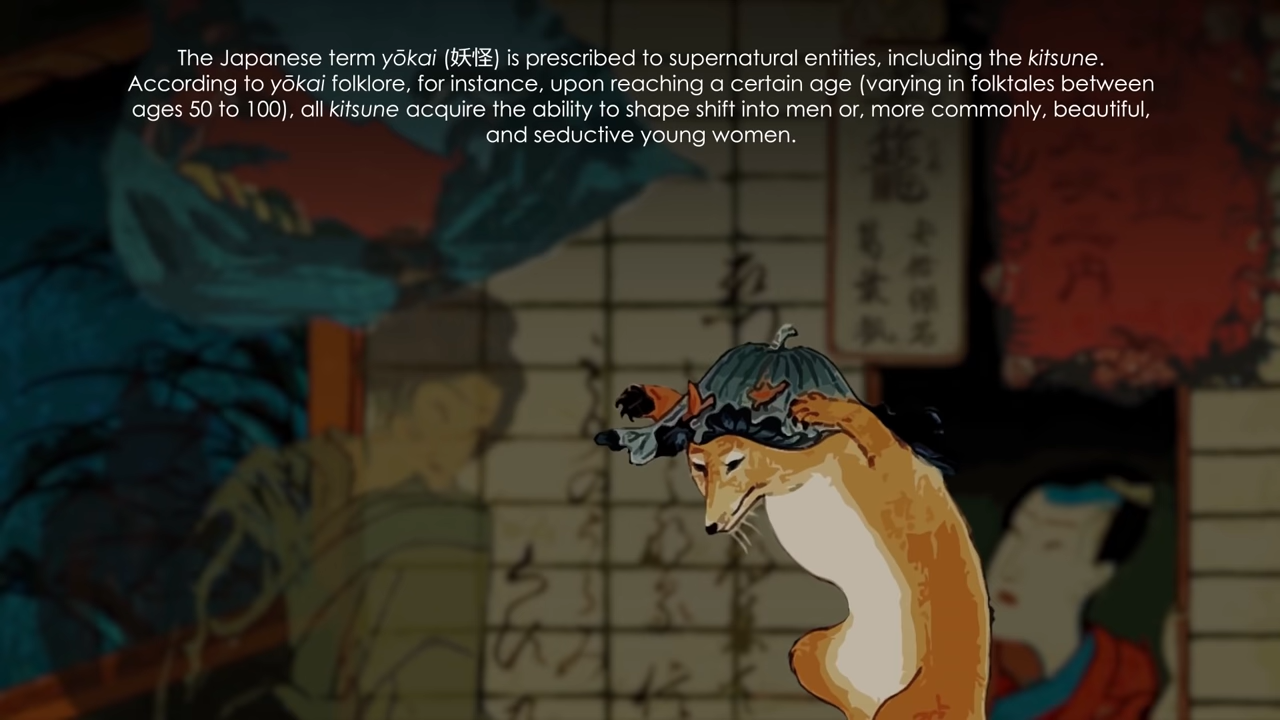 The Japanese term yōkai (妖怪) is prescribed to supernatural entities, including the kitsune.
According to yōkai folklore, for instance, upon reaching a certain age (varying in folktales between
ages 50 to 100), all kitsune acquire the ability to shape shift into men or, more commonly, beautiful,
and seductive young women.